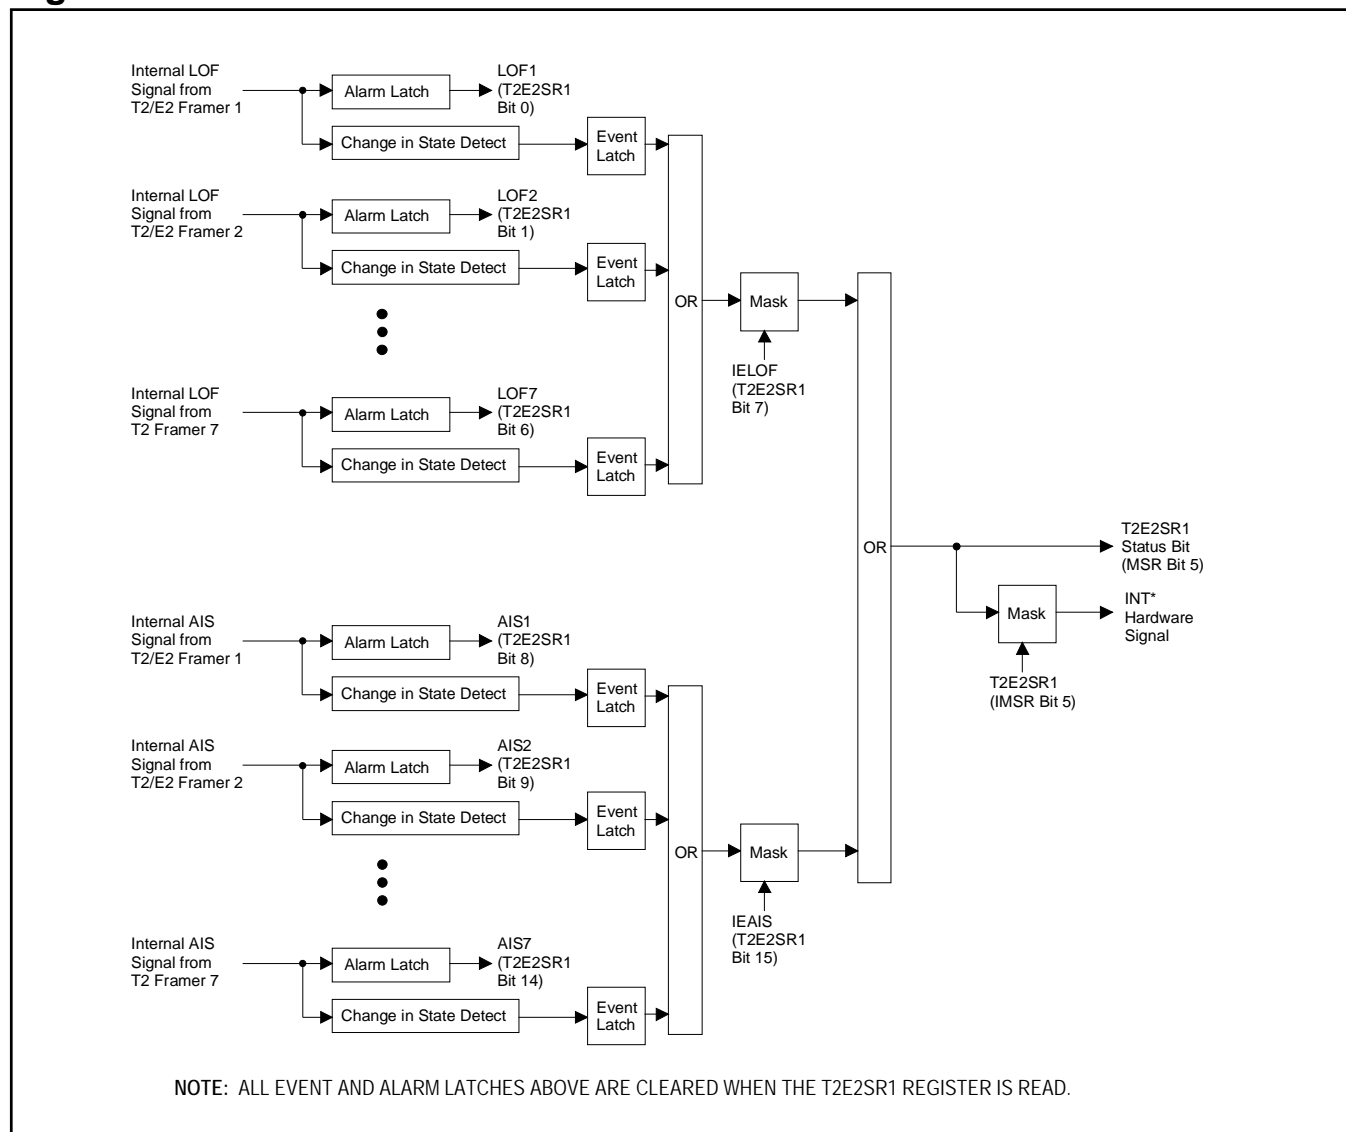 Internal LOF
Signal from
T2/E2 Framer 1
Alarm Latch
LOF1
(T2E2SR1
Bit 0)
Change in State Detect
Event
Latch
Internal LOF
Signal from
T2/E2 Framer 2
Alarm Latch
LOF2
(T2E2SR1
Bit 1)
Change in State Detect
Event
Latch
OR
Mask
IELOF
(T2E2SR1
Bit 7)
Internal LOF
Signal from
T2 Framer 7
Alarm Latch
LOF7
(T2E2SR1
Bit 6)
Change in State Detect
Event
Latch
OR
T2E2SR1
Status Bit
(MSR Bit 5)
Mask
INT*
Hardware
Signal
T2E2SR1
(IMSR Bit 5)
Internal AIS
Signal from
T2/E2 Framer 1
Alarm Latch
AIS1
(T2E2SR1
Bit 8)
Change in State Detect
Event
Latch
Internal AIS
Signal from
T2/E2 Framer 2
Alarm Latch
AIS2
(T2E2SR1
Bit 9)
Change in State Detect
Event
Latch
OR
Mask
IEAIS
(T2E2SR1
Bit 15)
Internal AIS
Signal from
T2 Framer 7
Alarm Latch
AIS7
(T2E2SR1
Bit 14)
Change in State Detect
Event
Latch
NOTE: ALL EVENT AND ALARM LATCHES ABOVE ARE CLEARED WHEN THE T2E2SR1 REGISTER IS READ.